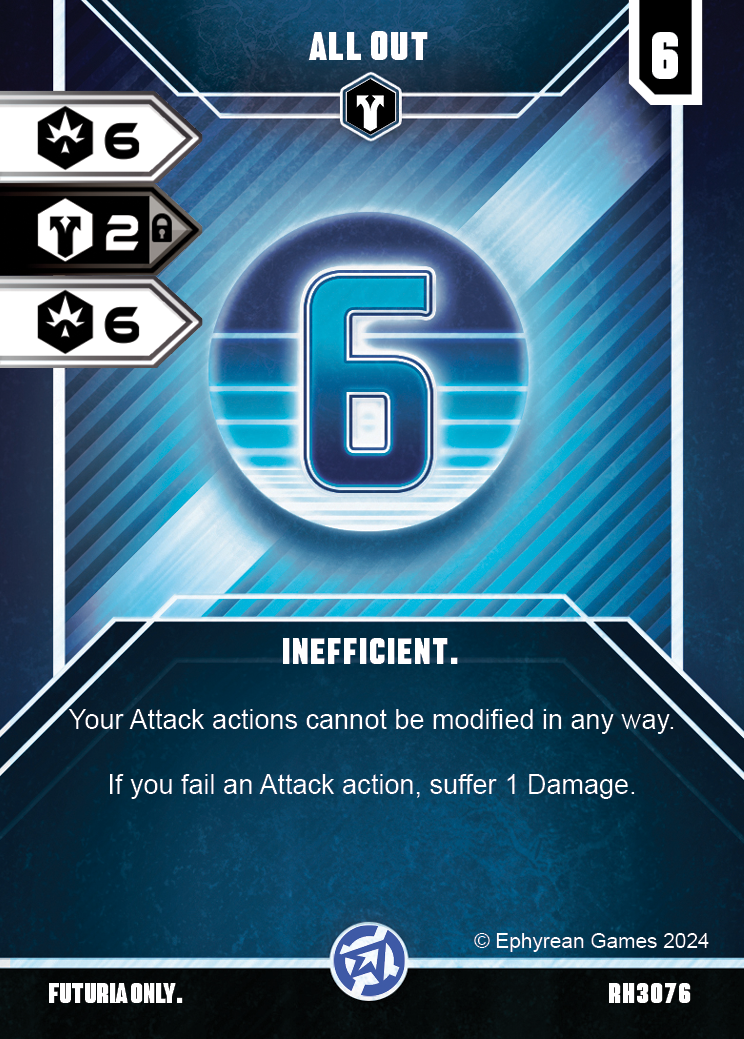 ALL OUT
6
6
2
6
6
INEFFICIENT.
Your Attack actions cannot be modified in any way.
If you fail an Attack action, suffer 1 Damage.
© Ephyrean Games 2024
FUTURIA ONLY.
RH3076